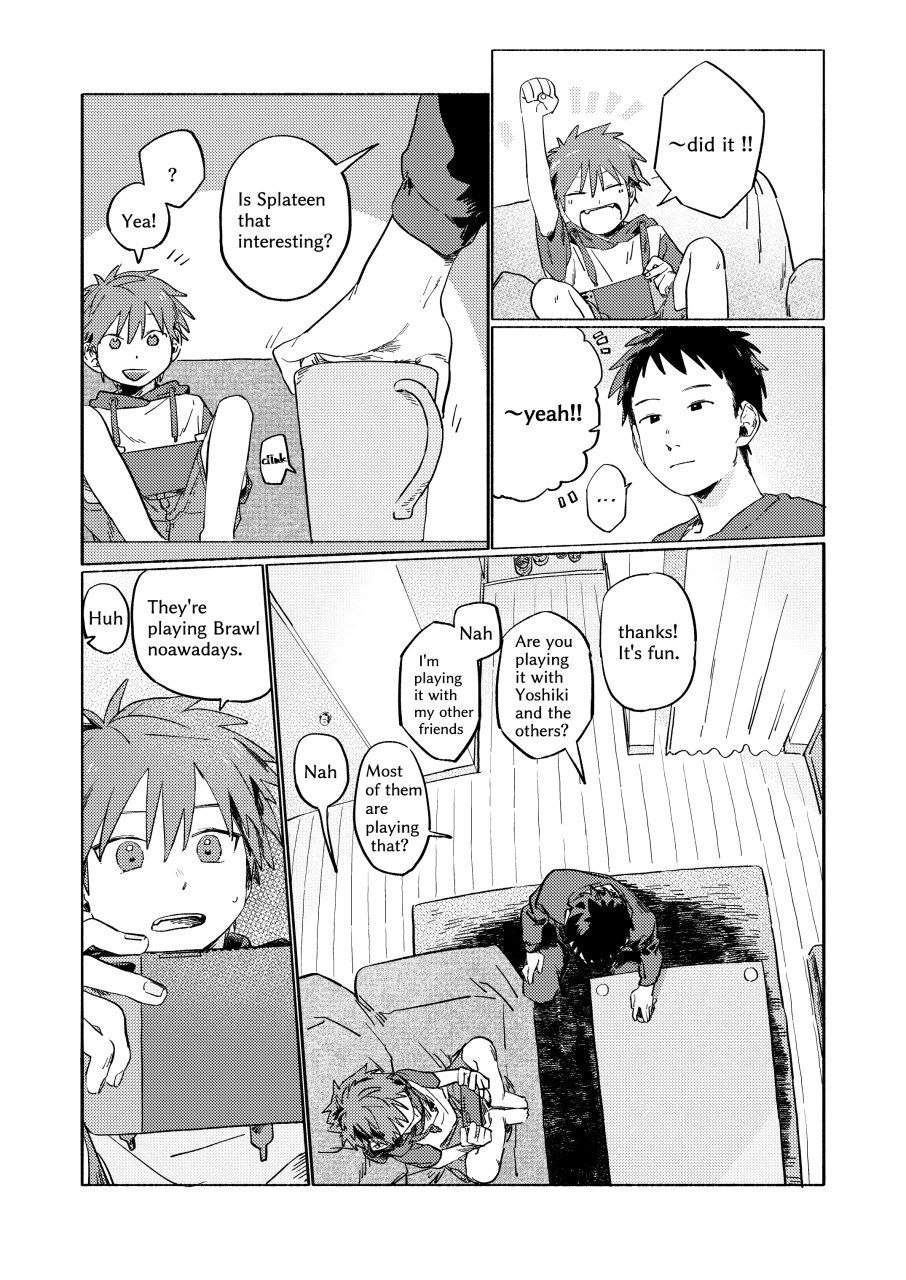 ~did it !!
~yeah!!
...
Is Splateen
that
interesting?
?
Yea!
clink
thanks!
It's fun.
Are you
playing
it with
Yoshiki
and the
others?
Nah
I'm
playing
it with
my other
friends
Most
of them
are
playing
that?
Nah
They're
playing Brawl
noawadays.
Huh